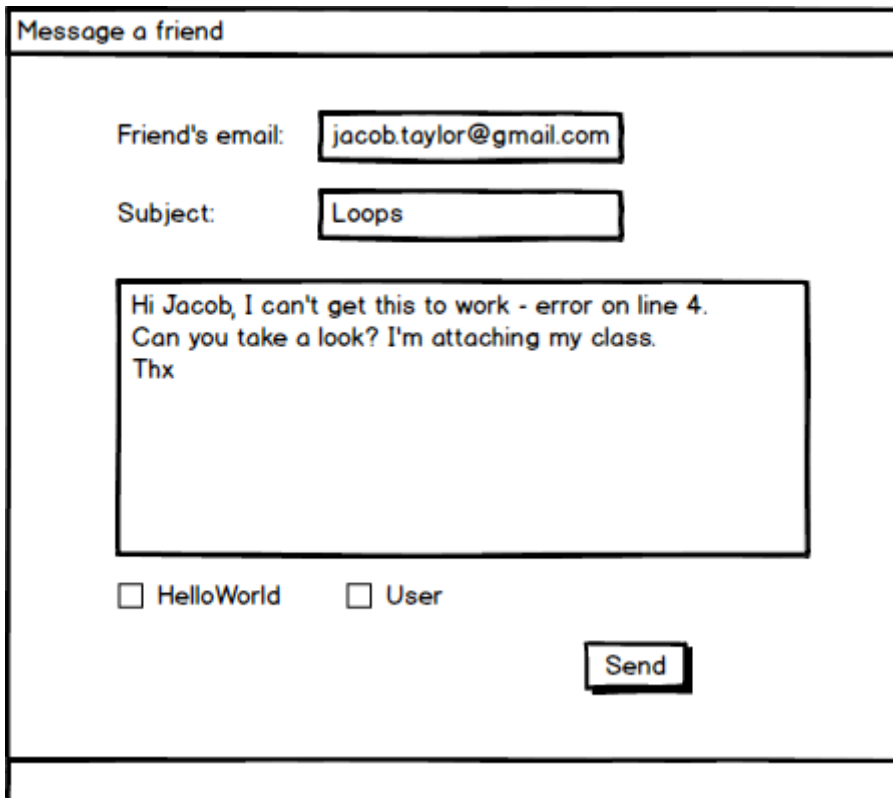 Message a friend
Friend's email: jacob.taylor@gmail.com
Subject: Loops
Hi Jacob, I can't get this to work - error on line 4.
Can you take a look? I'm attaching my class.
Thx
HelloWorld User
Send